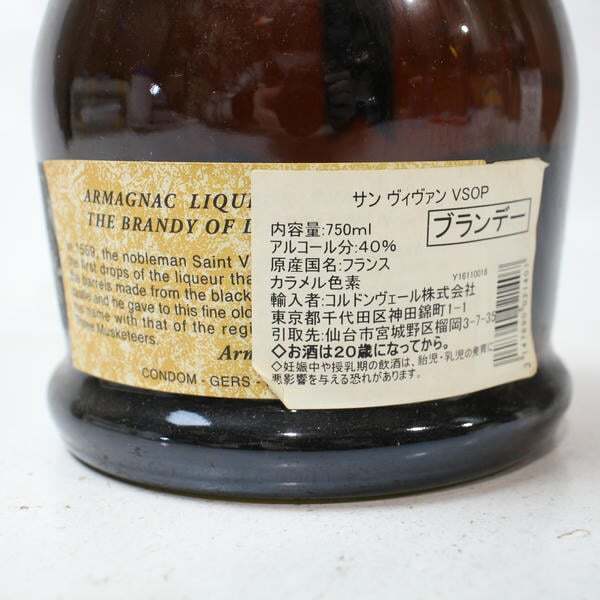 ARMAGNAC LIQUE
THE BRANDY OF
1559, the nobleman Saint V
first drops of the liqueur tha
barrels made from the black
and he gave to this fine old
name with that of the regi
Musketeers.
Arm
CONDOM - GERS -
サン ヴィヴァン VSOP
ブランデー
内容量:750ml
アルコール分:40%
原産国名:フランス
カラメル色素
Y16110016
輸入者:コルドンヴェール株式会社
東京都千代田区神田錦町1-1
引取先:仙台市宮城野区榴岡3-7-35
◇お酒は20歳になってから。
◇妊娠中や授乳期の飲酒は、胎児・乳児の発育に
悪影響を与える恐れがあります。